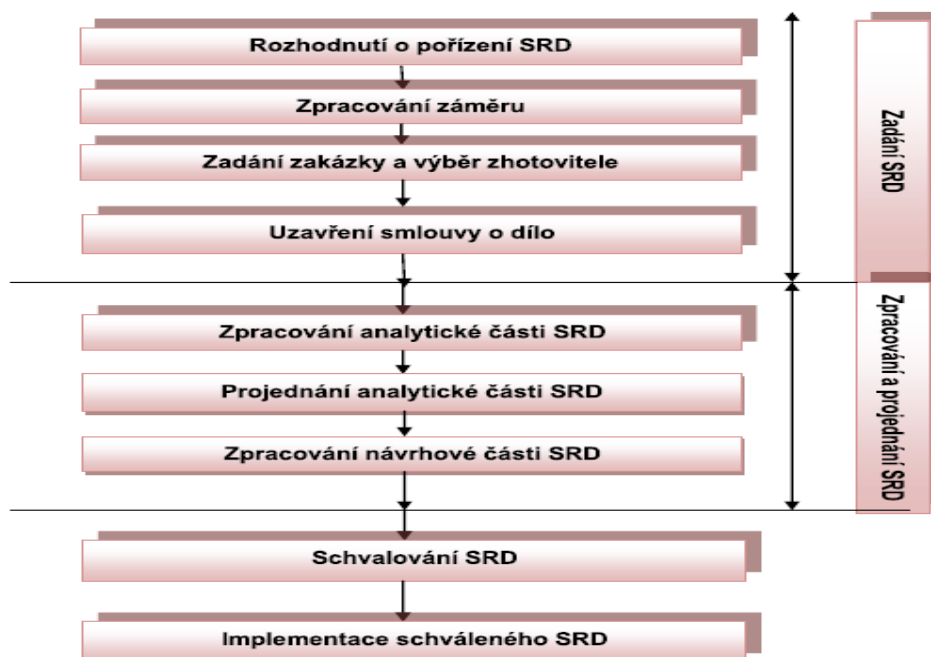 Rozhodnutí o pořízení SRD
Zpracování záměru
Zadání zakázky a výběr zhotovitele
Uzavření smlouvy o dílo
Zadání SRD
Zpracování analytické části SRD
Projednání analytické části SRD
Zpracování návrhové části SRD
Zpracování a projednání SRD
Schvalování SRD
Implementace schváleného SRD